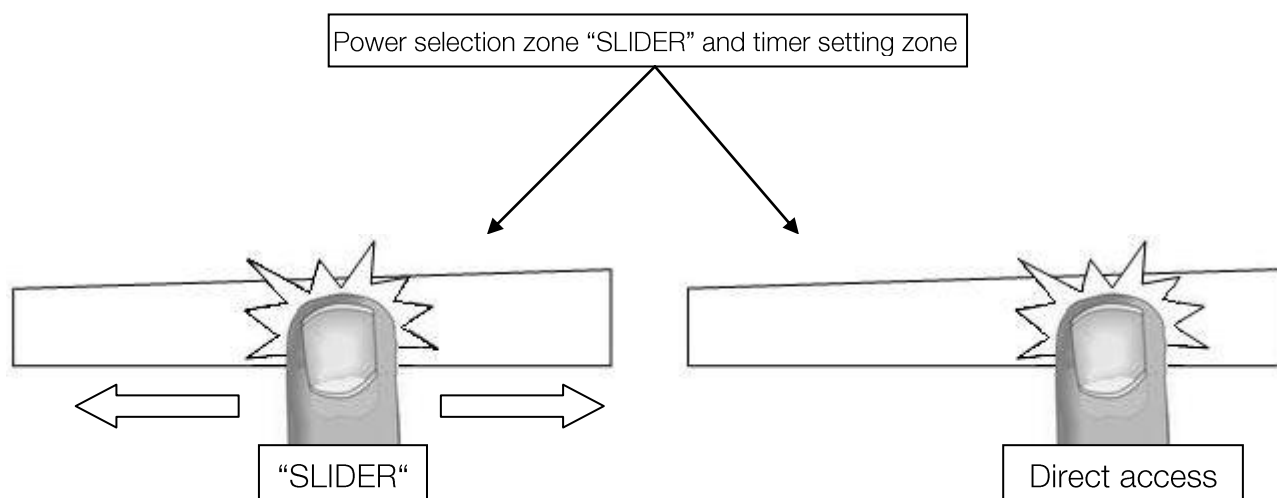 Power selection zone “SLIDER” and timer setting zone
“SLIDER“
Direct access